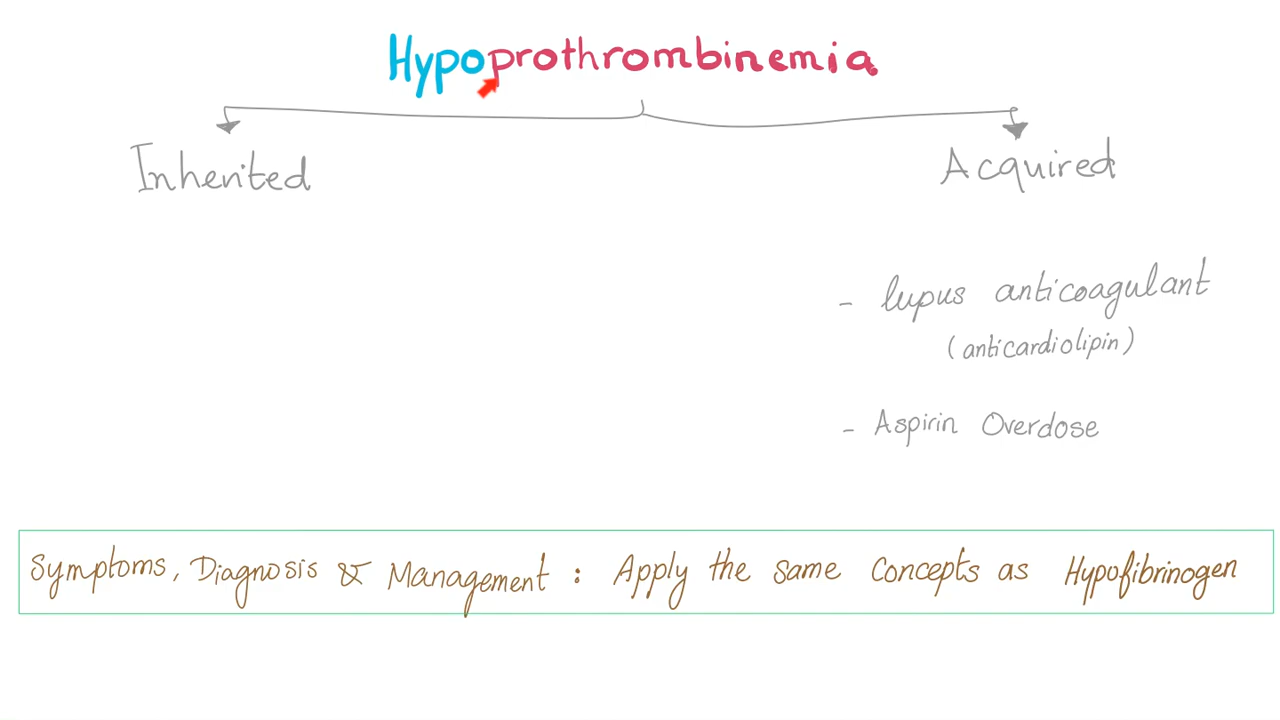 Hypoprothrombinemia
Inherited
Acquired
- lupus anticoagulant
(anticardiolipin)
- Aspirin Overdose
Symptoms, Diagnosis & Management : Apply the same Concepts as Hypofibrinogen